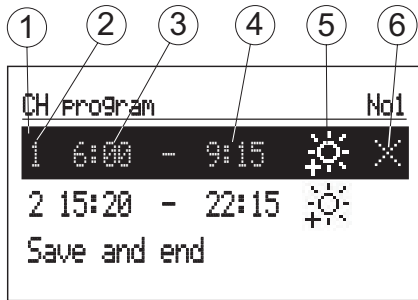 1 2 3 4 5 6
CH program No1
1 6:00 - 9:15
2 15:20 - 22:15
Save and end